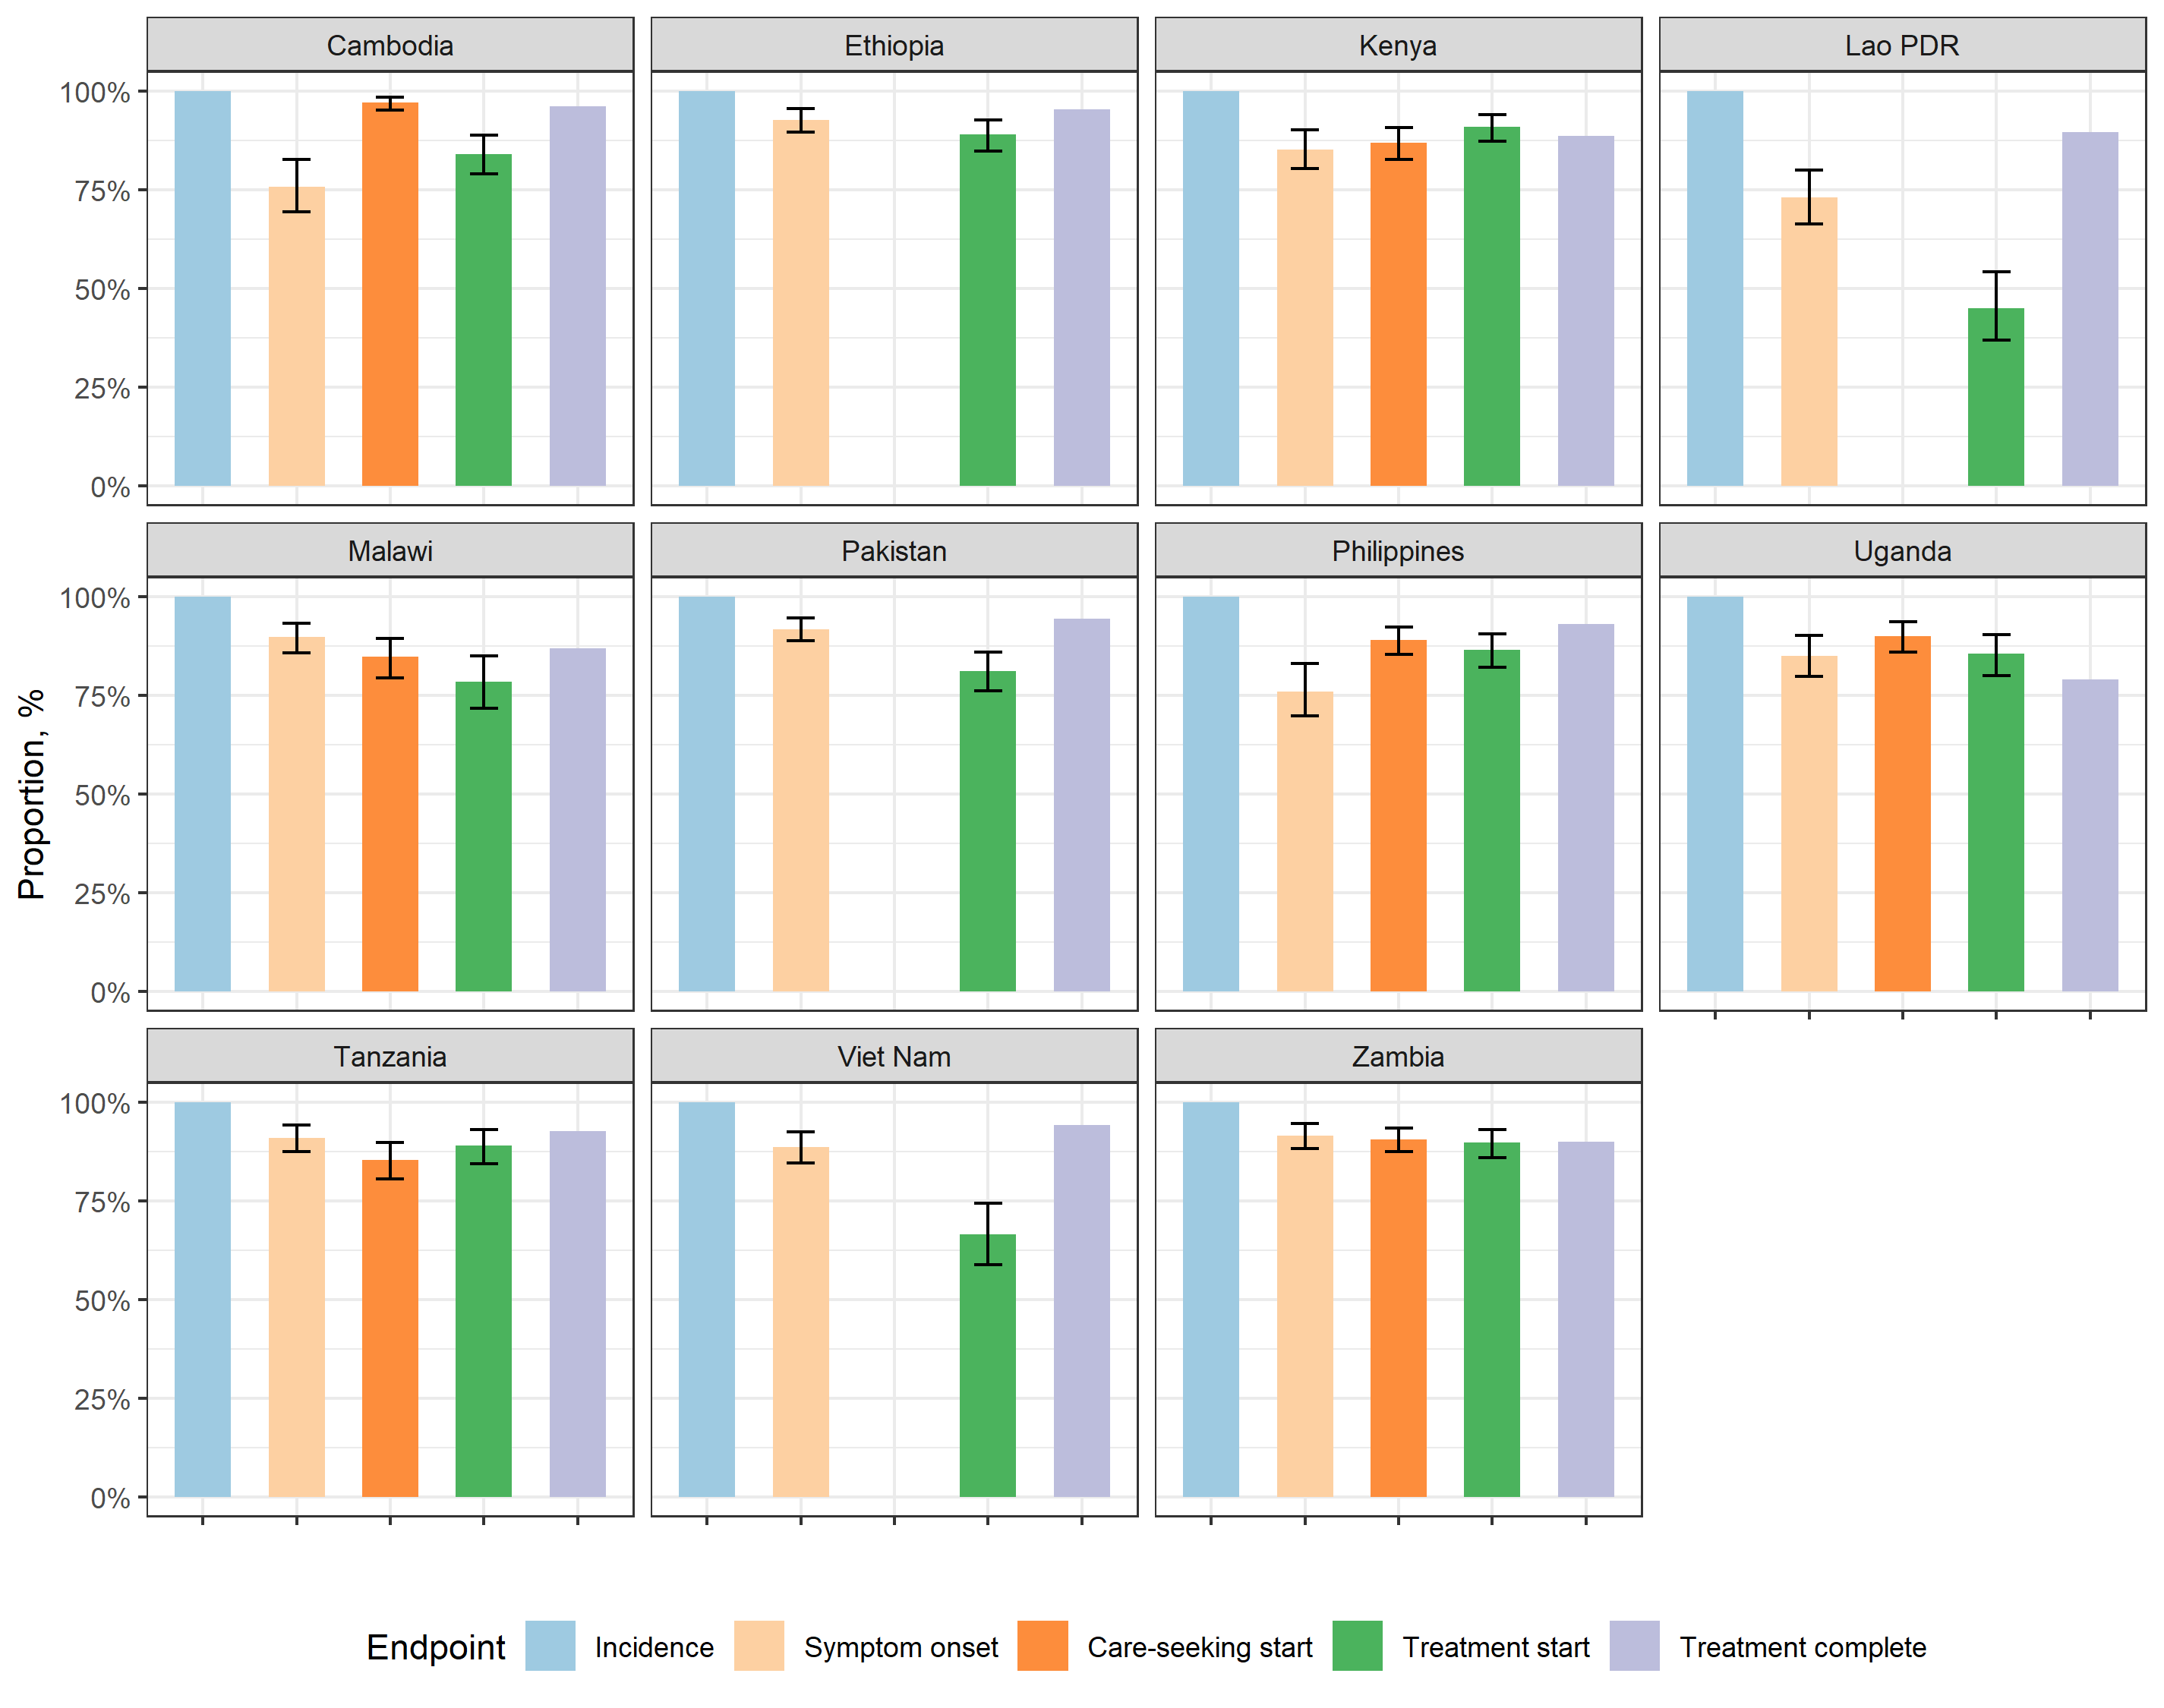 Cambodia
Ethiopia
Kenya
Lao PDR
100%
75%
50%
25%
0%
Malawi
Pakistan
Philippines
Uganda
100%
75%
50%
25%
0%
Tanzania
Viet Nam
Zambia
100%
75%
50%
25%
0%
Proportion, %
Endpoint
Incidence
Symptom onset
Care-seeking start
Treatment start
Treatment complete